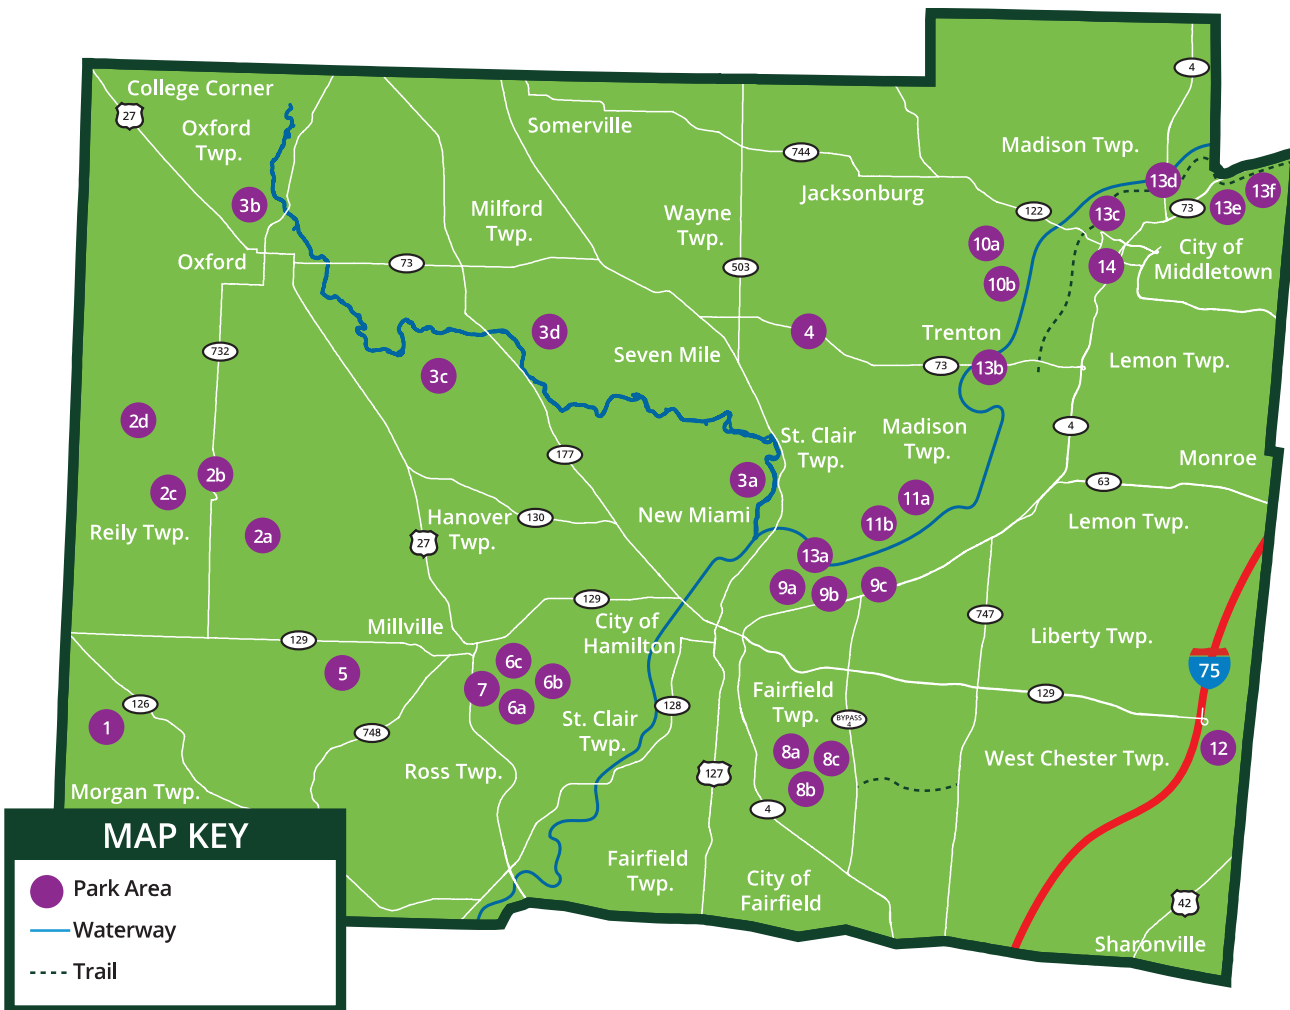 4
College Corner
27
Oxford
Twp.
Somerville
744
Madison Twp.
Jacksonburg
13d
13c
73
13e
13f
122
3b
Milford
Twp.
Wayne
Twp.
10a
City of
Middletown
Oxford
73
503
14
10b
732
3d
3c
Seven Mile
4
Trenton
73
13b
Lemon Twp.
2d
2b
2c
2a
Reily Twp.
177
St. Clair
Twp.
Madison
Twp.
4
Monroe
3a
63
11a
11b
New Miami
Lemon Twp.
Hanover
Twp.
130
27
13a
9a
9b
9c
129
747
Millville
City of
Hamilton
Liberty Twp.
129
5
6c
6b
7
6a
75
126
1
748
St. Clair
Twp.
128
Fairfield
Twp.
BYPASS
4
129
12
Ross Twp.
127
8a
8c
8b
West Chester Twp.
Morgan Twp.
4
Fairfield
Twp.
City of
Fairfield
42
Sharonville
MAP KEY
Park Area
Waterway
Trail